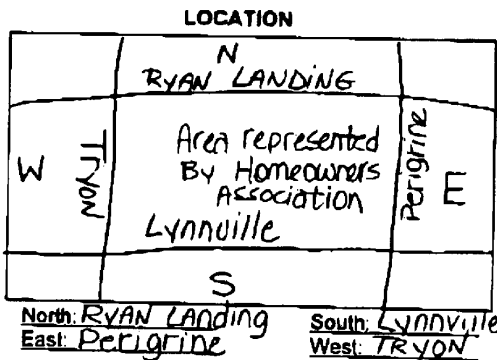 LOCATION
N
RYAN LANDING
W
Tryon
Area represented
By Homeowners
Association
Lynnville
Perigrine
E
S
North: RYAN LAnding South: Lynnville
East: Perigrine West: TRYON